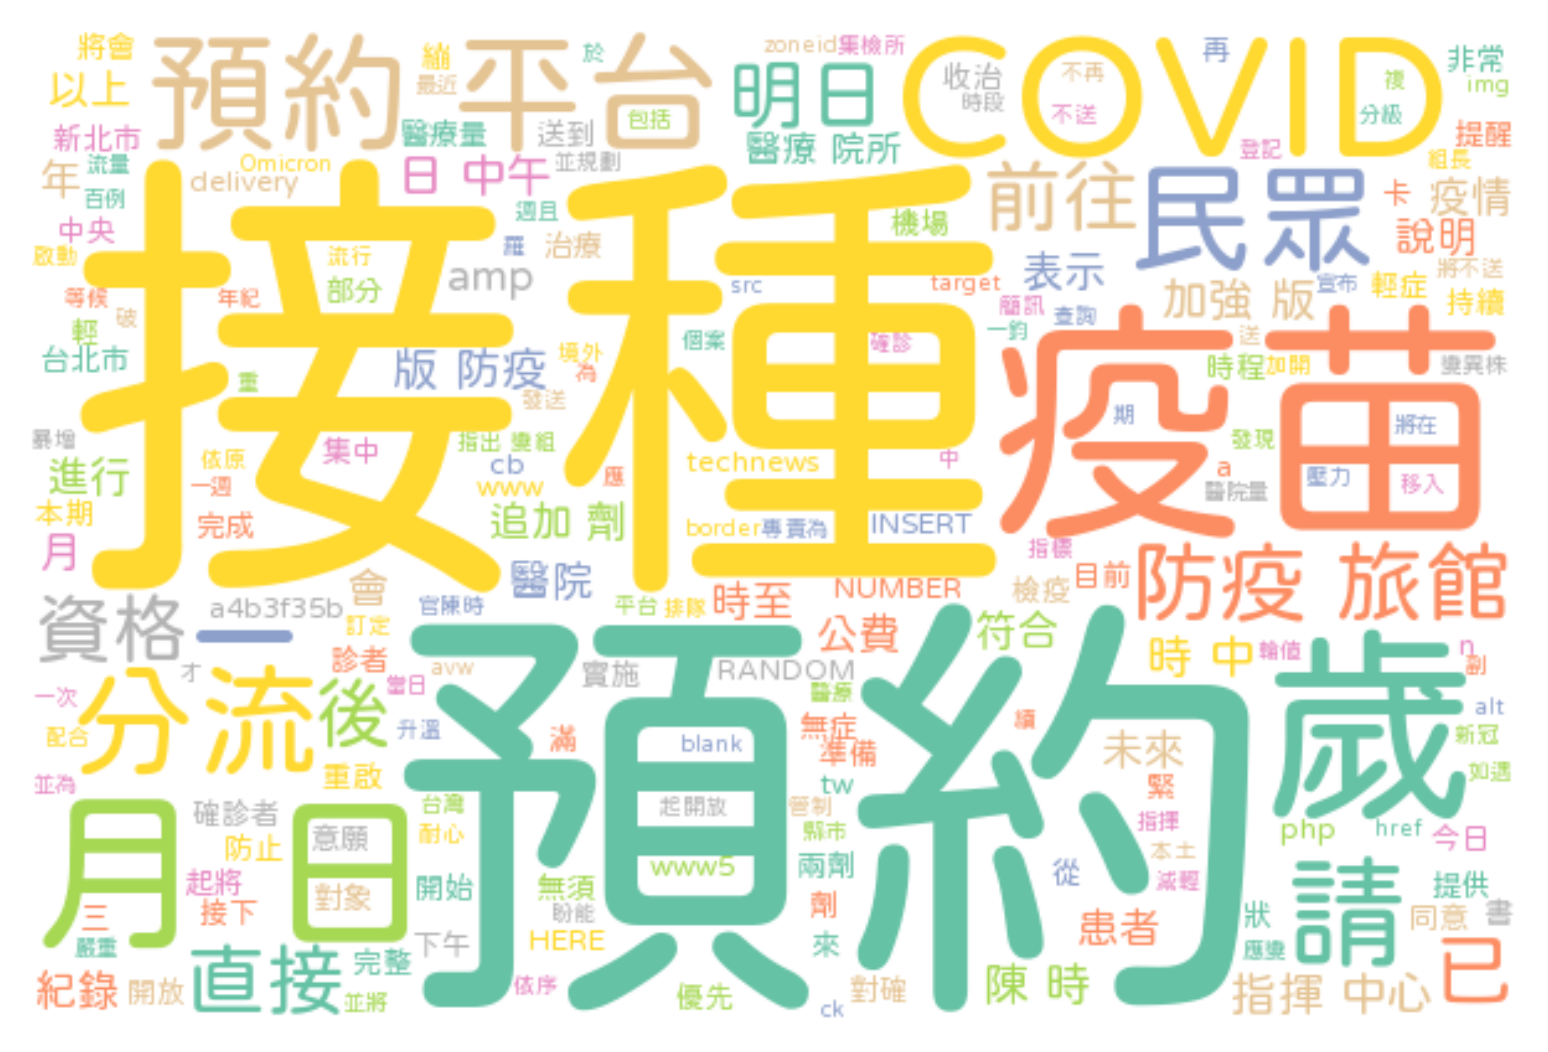 將會
預約 平台
繃
於
zoneid
集檢所
COVID
再
非常
以上
最近
明日
收治
不再
複
img
時段
新北市
醫療量
送到
包括
醫療 院所
不送
分級
提醒
登記
流量
Omicron
日 中午
並規劃
組長
年
delivery
接種
前往
民眾
卡
疫情
百例
週且
機場
中央
羅
治療
說明
啟動
流行
表示
將不送
部分
amp
src
target
加強 版
宣布
輕症
等候
年紀
簡訊
持續
破
查詢
輕
個案
確診
一鈞
送
台北市
版 防疫
境外
疫苗
時程
加開
變異株
重
為
發送
期
將在
暴增
集中
指出
變組
發現
依原
cb
technews
中
a
壓力
移入
進行
一週
www
應
醫院量
本期
完成
追加 劑
border
專責為
INSERT
月
指標
防疫 旅館
會
醫院
目前
NUMBER
檢疫
資格
a4b3f35b
官陳時
平台
排隊
時至
一
訂定
公費
符合
預約
診者
實施
RANDOM
時 中
輪值
n
歲
才
avw
劃
一次
分流
後
當日
醫療
alt
配合
升溫
滿
blank
無症
續
未來
新冠
準備
並為
重啟
tw
緊
如遇
月
確診者
日
台灣
起開放
管制
指揮
php
href
今日
意願
耐心
縣市
防止
本土
起將
對象
開始
無須
www5
兩劑
從
減輕
請
提供
三
接下
盼能
劑
患者
狀
同意
書
嚴重
直接
完整
下午
HERE
來
應變
已
紀錄
開放
並將
依序
優先
ck
對確
陳 時
指揮 中心